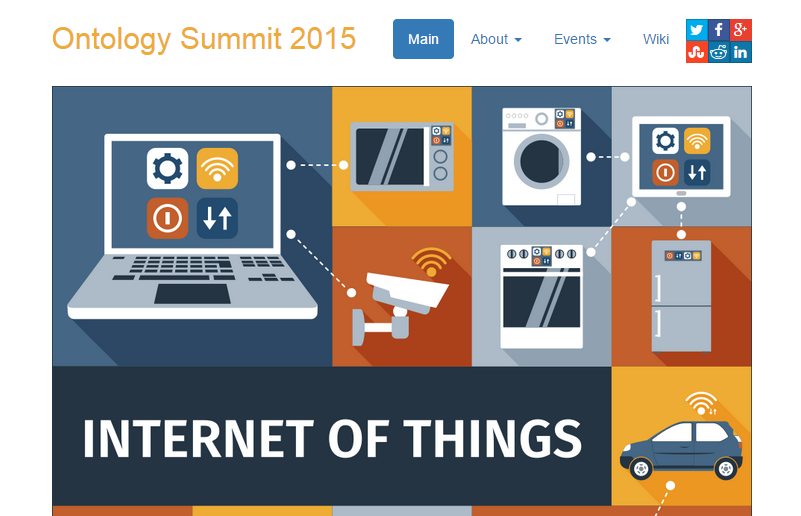 Ontology Summit 2015
Main
About
Events
Wiki
INTERNET OF THINGS